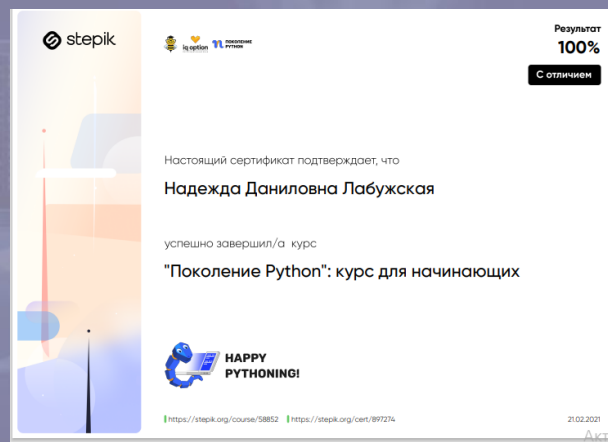 stepik
iq option
ПОКОЛЕНИЕ
PYTHON
Результат
100%
С отличием
Настоящий сертификат подтверждает, что
Надежда Даниловна Лабужская
успешно завершил/а курс
"Поколение Python": курс для начинающих
HAPPY
PYTHONING!
https://stepik.org/course/58852 https://stepik.org/cert/897274
21.02.2021